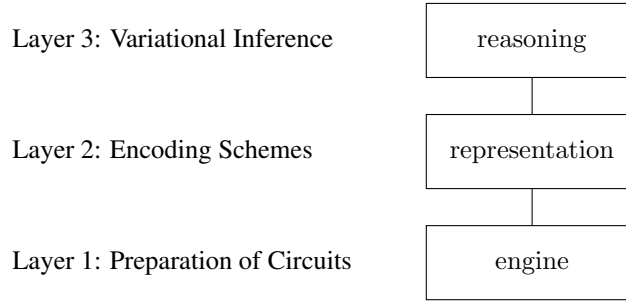 Layer 3: Variational Inference reasoning
Layer 2: Encoding Schemes representation
Layer 1: Preparation of Circuits engine